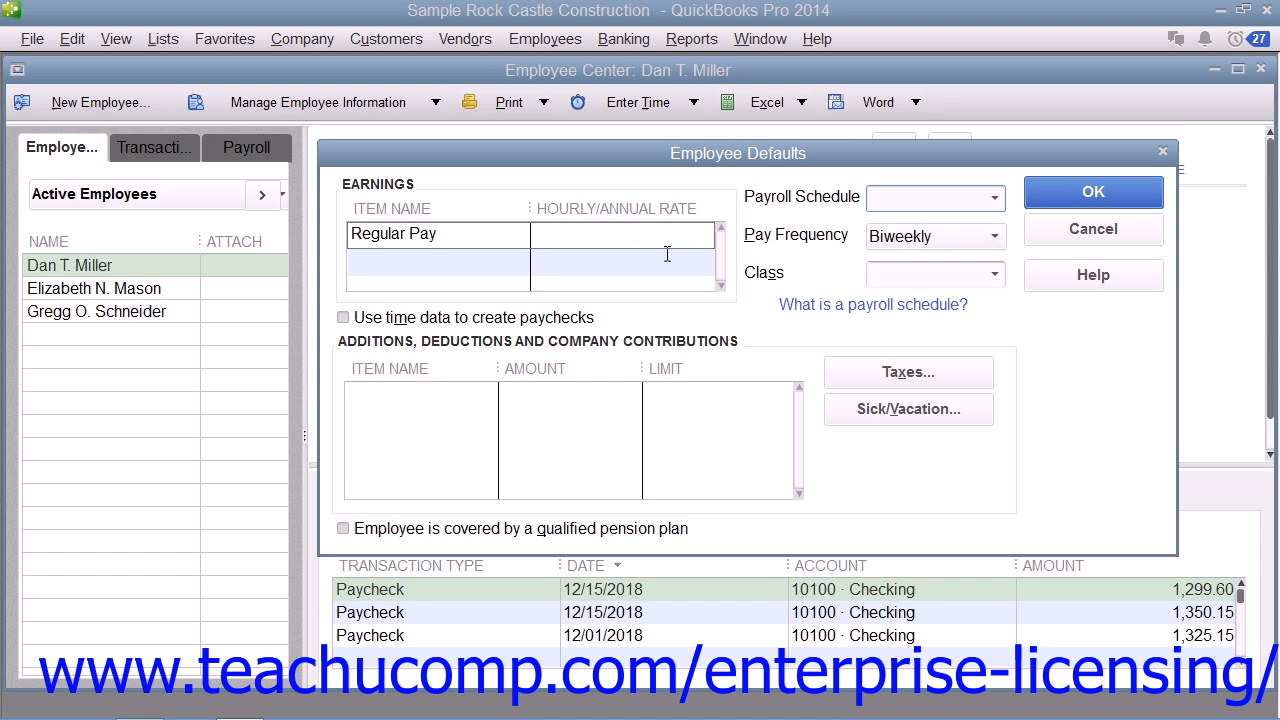 Sample Rock Castle Construction - QuickBooks Pro 2014
File Edit View Lists Favorites Company Customers Vendors Employees Banking Reports Window Help 27
Employee Center: Dan T. Miller
New Employee... Manage Employee Information Print Enter Time Excel Word
Employe... Transacti... Payroll
Active Employees
NAME ATTACH
Dan T. Miller
Elizabeth N. Mason
Gregg O. Schneider
Employee Defaults
EARNINGS
ITEM NAME HOURLY/ANNUAL RATE
Regular Pay
Use time data to create paychecks
Payroll Schedule
Pay Frequency Biweekly
Class
What is a payroll schedule?
OK
Cancel
Help
ADDITIONS, DEDUCTIONS AND COMPANY CONTRIBUTIONS
ITEM NAME AMOUNT LIMIT
Taxes...
Sick/Vacation...
Employee is covered by a qualified pension plan
TRANSACTION TYPE DATE ACCOUNT AMOUNT
Paycheck 12/15/2018 10100 · Checking 1,299.60
Paycheck 12/15/2018 10100 · Checking 1,350.15
Paycheck 12/01/2018 10100 · Checking 1,325.15
www.teachucomp.com/enterprise-licensing/